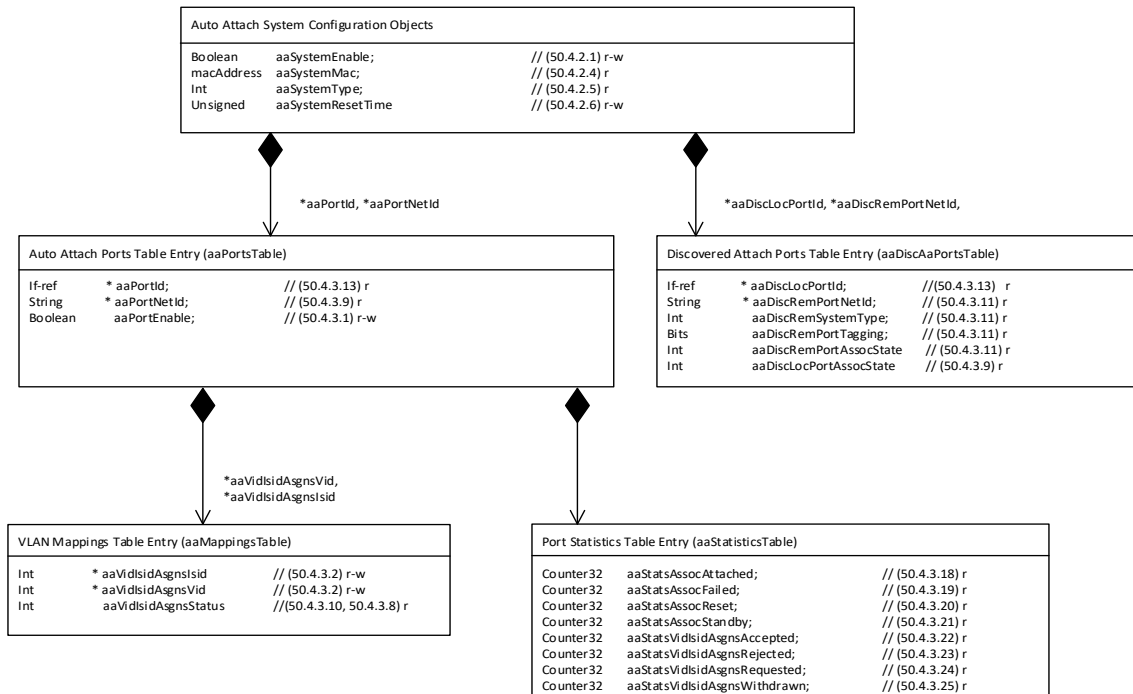 Auto Attach System Configuration Objects
Boolean aaSystemEnable; // (50.4.2.1) r-w
macAddress aaSystemMac; // (50.4.2.4) r
Int aaSystemType; // (50.4.2.5) r
Unsigned aaSystemResetTime // (50.4.2.6) r-w
*aaPortId, *aaPortNetId
*aaDiscLocPortId, *aaDiscRemPortNetId,
Auto Attach Ports Table Entry (aaPortsTable)
If-ref * aaPortId; // (50.4.3.13) r
String * aaPortNetId; // (50.4.3.9) r
Boolean aaPortEnable; // (50.4.3.1) r-w
Discovered Attach Ports Table Entry (aaDiscAaPortsTable)
If-ref * aaDiscLocPortId; //(50.4.3.13) r
String * aaDiscRemPortNetId; // (50.4.3.11) r
Int aaDiscRemSystemType; // (50.4.3.11) r
Bits aaDiscRemPortTagging; // (50.4.3.11) r
Int aaDiscRemPortAssocState // (50.4.3.11) r
Int aaDiscLocPortAssocState // (50.4.3.9) r
*aaVidIsidAsgnsVid,
*aaVidIsidAsgnsIsid
VLAN Mappings Table Entry (aaMappingsTable)
Int * aaVidIsidAsgnsIsid // (50.4.3.2) r-w
Int * aaVidIsidAsgnsVid // (50.4.3.2) r-w
Int aaVidIsidAsgnsStatus //(50.4.3.10, 50.4.3.8) r
Port Statistics Table Entry (aaStatisticsTable)
Counter32 aaStatsAssocAttached; // (50.4.3.18) r
Counter32 aaStatsAssocFailed; // (50.4.3.19) r
Counter32 aaStatsAssocReset; // (50.4.3.20) r
Counter32 aaStatsAssocStandby; // (50.4.3.21) r
Counter32 aaStatsVidIsidAsgnsAccepted; // (50.4.3.22) r
Counter32 aaStatsVidIsidAsgnsRejected; // (50.4.3.23) r
Counter32 aaStatsVidIsidAsgnsRequested; // (50.4.3.24) r
Counter32 aaStatsVidIsidAsgnsWithdrawn; // (50.4.3.25) r